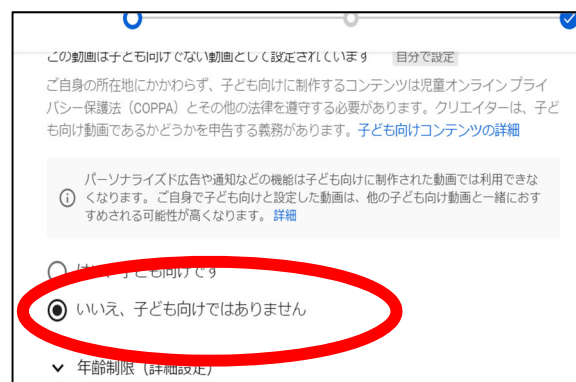 この動画は子ども向けでない動画として設定されています 自分で設定
ご自身の所在地にかかわらず、子ども向けに制作するコンテンツは児童オンライン プライ
バシー保護法（COPPA）とその他の法律を遵守する必要があります。クリエイターは、子ど
も向け動画であるかどうかを申告する義務があります。子ども向けコンテンツの詳細
パーソナライズド広告や通知などの機能は子ども向けに制作された動画では利用できな
くなります。ご自身で子ども向けと設定した動画は、他の子ども向け動画と一緒におす
すめされる可能性が高くなります。詳細
はい、子ども向けです
いいえ、子ども向けではありません
年齢制限（詳細設定）